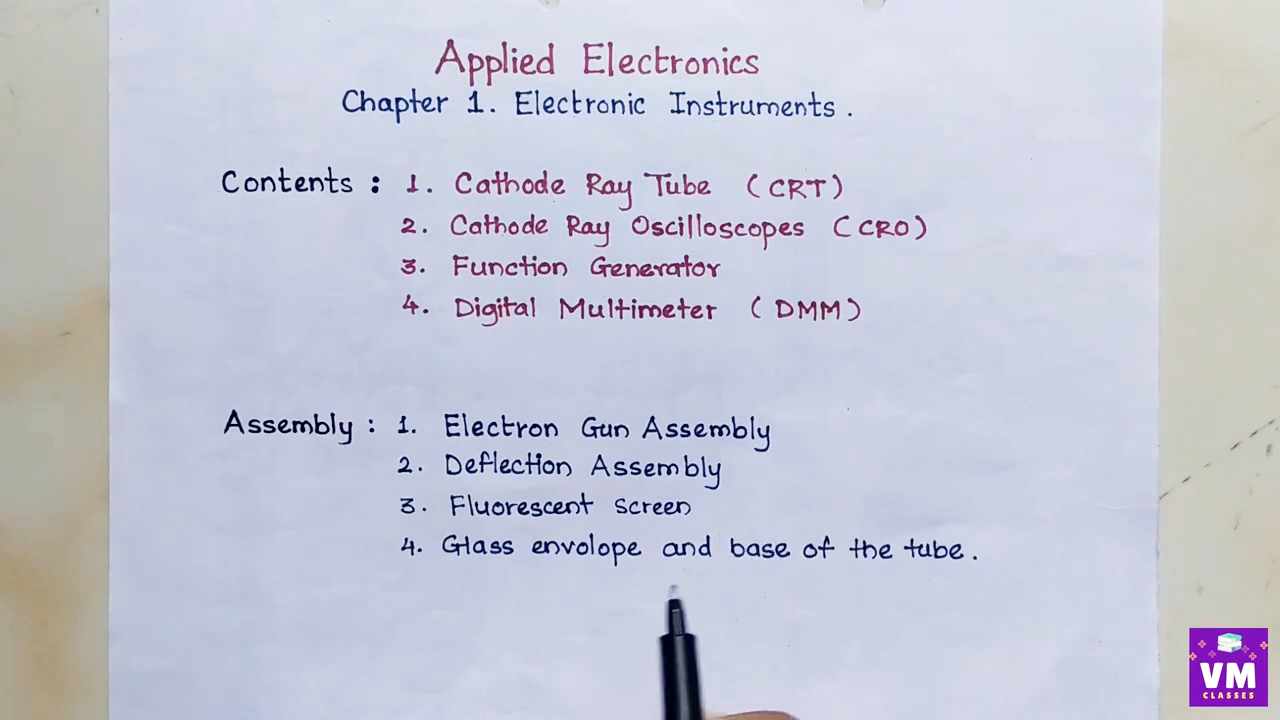 Applied Electronics
Chapter 1. Electronic Instruments.
Contents : 1. Cathode Ray Tube (CRT)
2. Cathode Ray Oscilloscopes (CRO)
3. Function Generator
4. Digital Multimeter (DMM)
Assembly : 1. Electron Gun Assembly
2. Deflection Assembly
3. Fluorescent screen
4. Glass envolope and base of the tube.
VM
CLASSES